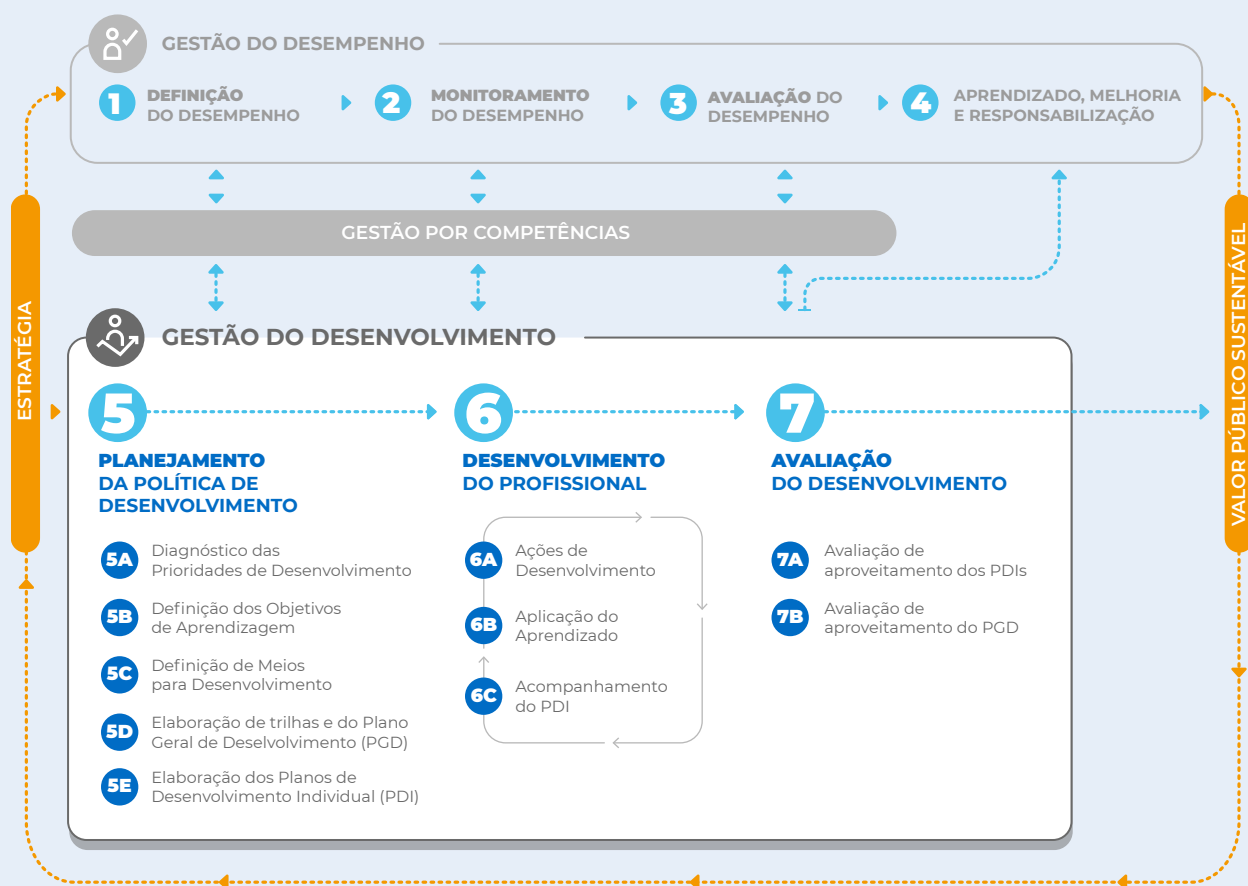 GESTÃO DO DESEMPENHO
1 DEFINIÇÃO
DO DESEMPENHO
2 MONITORAMENTO
DO DESEMPENHO
3 AVALIAÇÃO DO
DESEMPENHO
4 APRENDIZADO, MELHORIA
E RESPONSABILIZAÇÃO
GESTÃO POR COMPETÊNCIAS
ESTRATÉGIA
VALOR PÚBLICO SUSTENTÁVEL
GESTÃO DO DESENVOLVIMENTO
5
PLANEJAMENTO
DA POLÍTICA DE
DESENVOLVIMENTO
5A Diagnóstico das
Prioridades de Desenvolvimento
5B Definição dos Objetivos
de Aprendizagem
5C Definição de Meios
para Desenvolvimento
5D Elaboração de trilhas e do Plano
Geral de Deselvolvimento (PGD)
5E Elaboração dos Planos de
Desenvolvimento Individual (PDI)
6
DESENVOLVIMENTO
DO PROFISSIONAL
6A Ações de
Desenvolvimento
6B Aplicação do
Aprendizado
6C Acompanhamento
do PDI
7
AVALIAÇÃO
DO DESENVOLVIMENTO
7A Avaliação de
aproveitamento dos PDIs
7B Avaliação de
aproveitamento do PGD